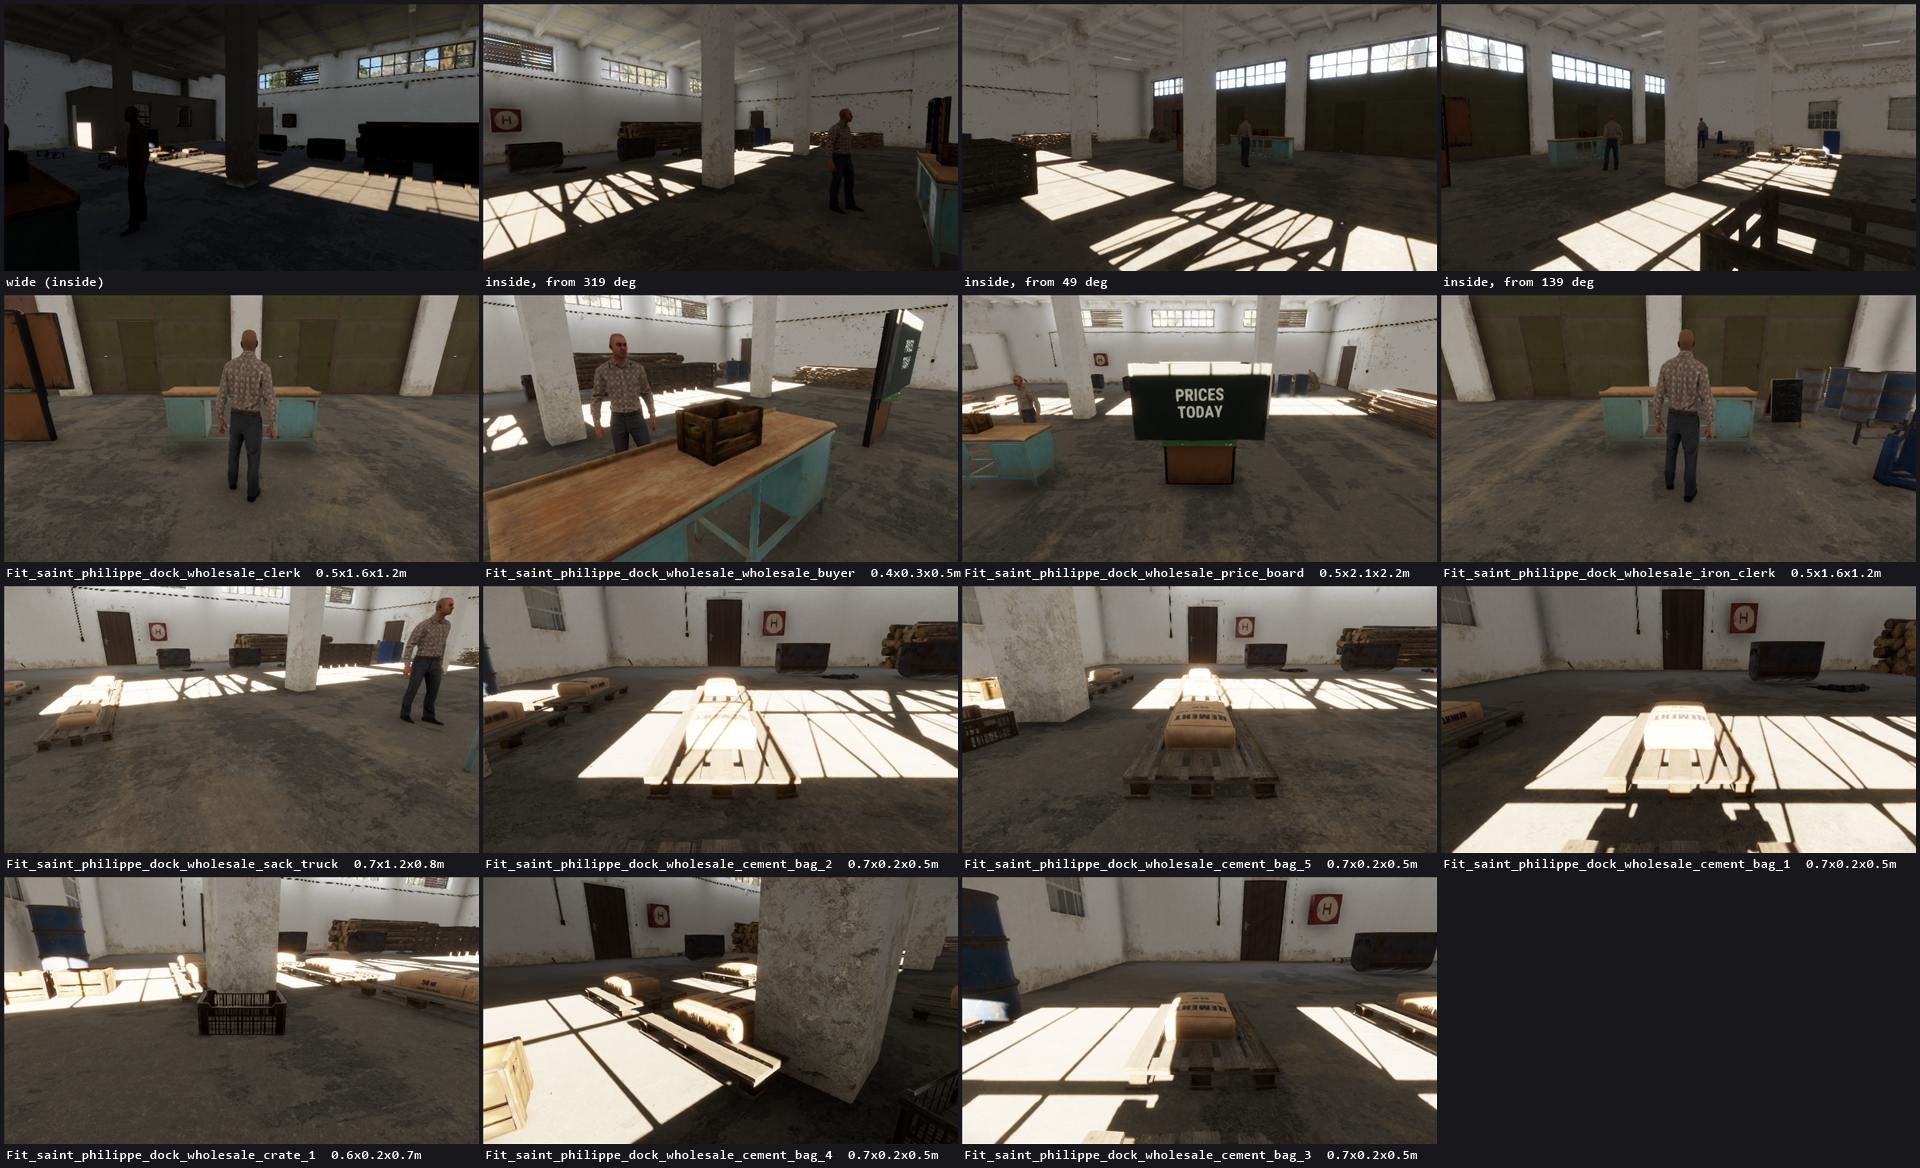 wide (inside)
inside, from 319 deg
inside, from 49 deg
inside, from 139 deg
H
PRICES
TODAY
Fit_saint_philippe_dock_wholesale_clerk 0.5x1.6x1.2m
Fit_saint_philippe_dock_wholesale_wholesale_buyer 0.4x0.3x0.5m
Fit_saint_philippe_dock_wholesale_price_board 0.5x2.1x2.2m
Fit_saint_philippe_dock_wholesale_iron_clerk 0.5x1.6x1.2m
H
H
H
H
Fit_saint_philippe_dock_wholesale_sack_truck 0.7x1.2x0.8m
Fit_saint_philippe_dock_wholesale_cement_bag_2 0.7x0.2x0.5m
Fit_saint_philippe_dock_wholesale_cement_bag_5 0.7x0.2x0.5m
Fit_saint_philippe_dock_wholesale_cement_bag_1 0.7x0.2x0.5m
H
H
Fit_saint_philippe_dock_wholesale_crate_1 0.6x0.2x0.7m
Fit_saint_philippe_dock_wholesale_cement_bag_4 0.7x0.2x0.5m
Fit_saint_philippe_dock_wholesale_cement_bag_3 0.7x0.2x0.5m